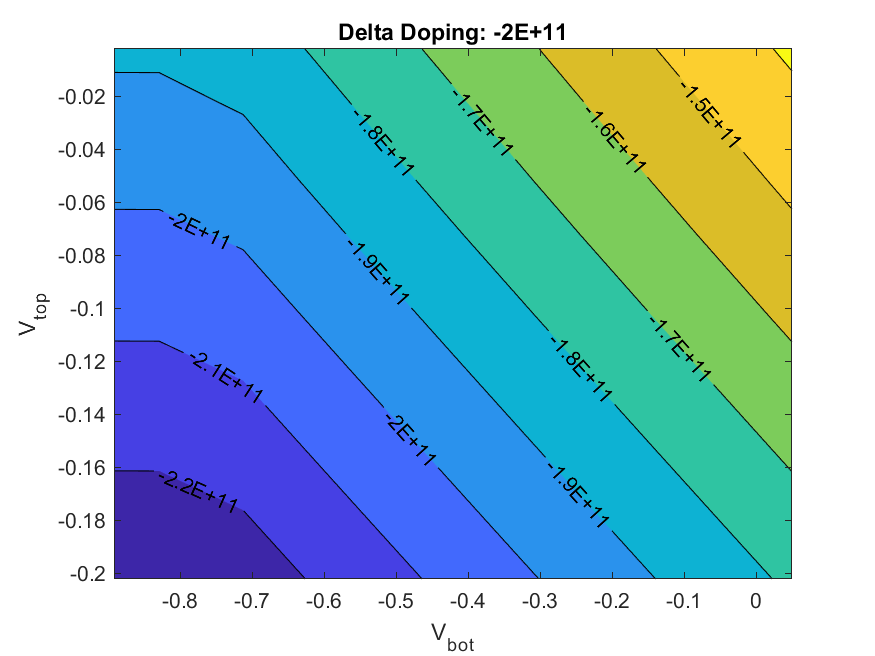 Delta Doping: -2E+11
-0.02
-0.04
-0.06
-0.08
-0.1
-0.12
-0.14
-0.16
-0.18
-0.2
V_top
-1.5E+11
-1.6E+11
-1.7E+11
-1.8E+11
-2E+11
-1.9E+11
-1.7E+11
-1.8E+11
-2.1E+11
-2E+11
-1.9E+11
-2.2E+11
-0.8
-0.7
-0.6
-0.5
-0.4
-0.3
-0.2
-0.1
0
V_bot